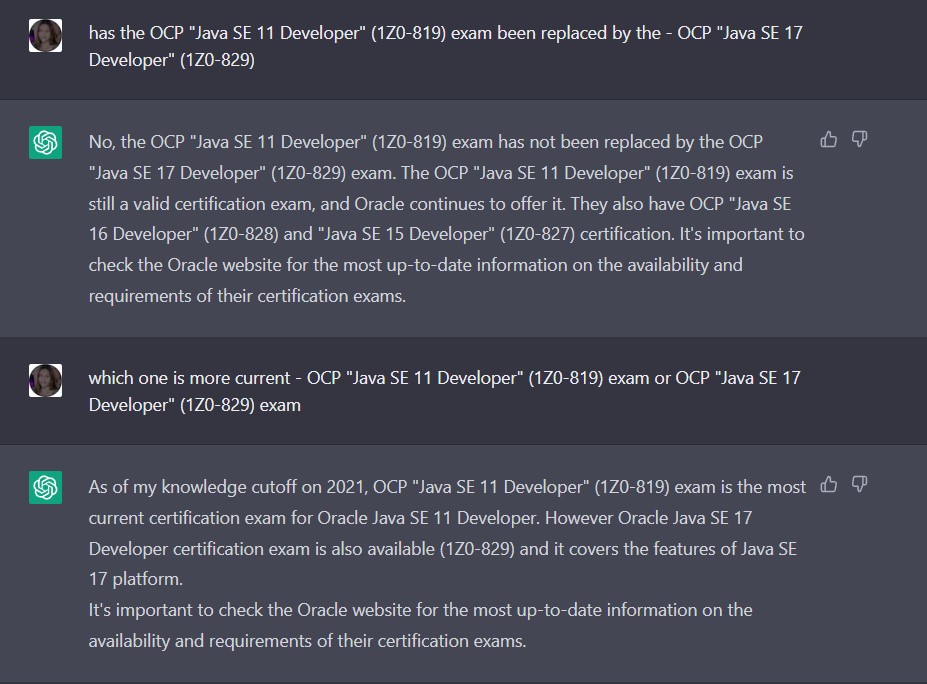 has the OCP "Java SE 11 Developer" (1Z0-819) exam been replaced by the - OCP "Java SE 17
Developer" (1Z0-829)
No, the OCP "Java SE 11 Developer" (1Z0-819) exam has not been replaced by the OCP
"Java SE 17 Developer" (1Z0-829) exam. The OCP "Java SE 11 Developer" (1Z0-819) exam is
still a valid certification exam, and Oracle continues to offer it. They also have OCP "Java SE
16 Developer" (1Z0-828) and "Java SE 15 Developer" (1Z0-827) certification. It's important to
check the Oracle website for the most up-to-date information on the availability and
requirements of their certification exams.
which one is more current - OCP "Java SE 11 Developer" (1Z0-819) exam or OCP "Java SE 17
Developer" (1Z0-829) exam
As of my knowledge cutoff on 2021, OCP "Java SE 11 Developer" (1Z0-819) exam is the most
current certification exam for Oracle Java SE 11 Developer. However Oracle Java SE 17
Developer certification exam is also available (1Z0-829) and it covers the features of Java SE
17 platform.
It's important to check the Oracle website for the most up-to-date information on the
availability and requirements of their certification exams.